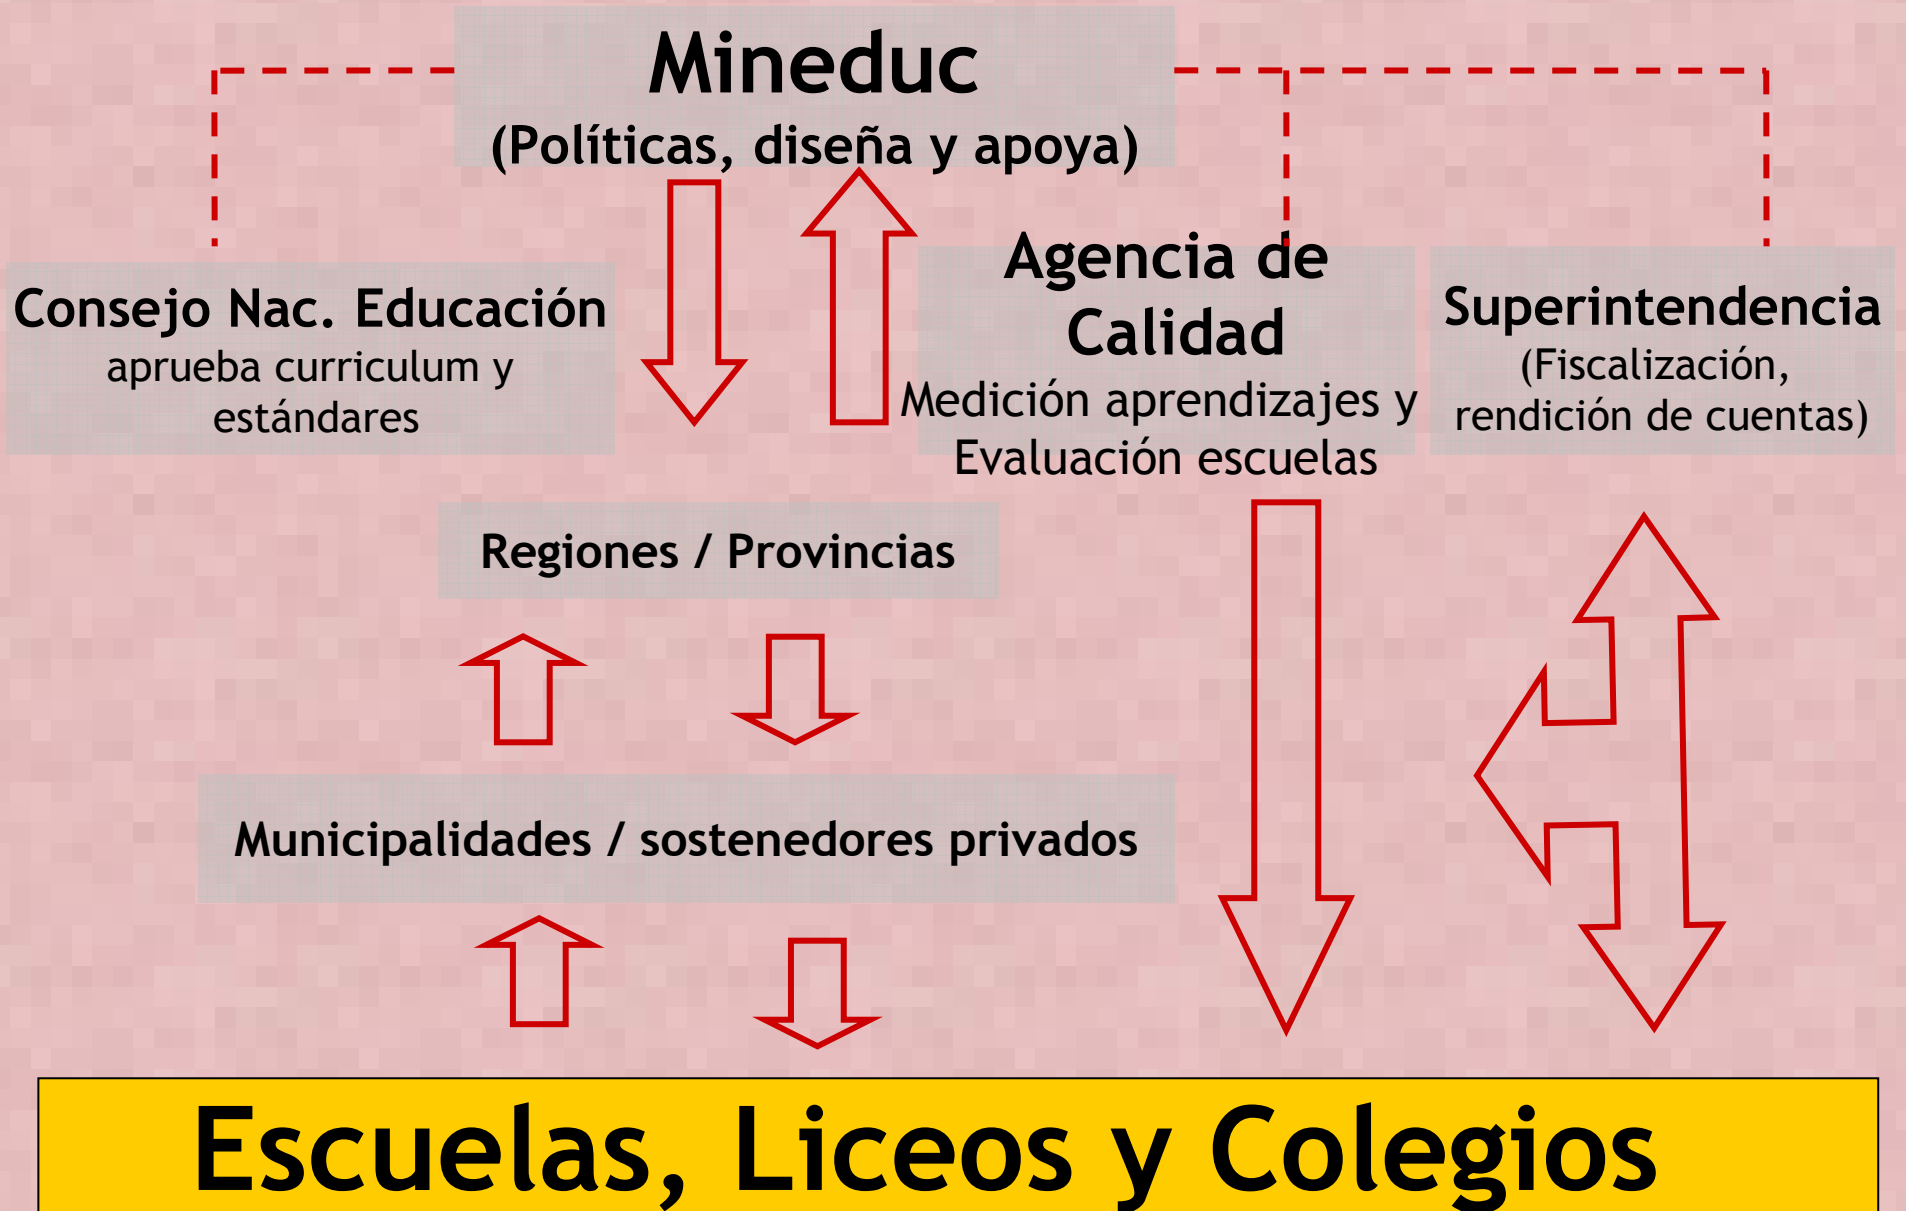 Mineduc
(Políticas, diseña y apoya)
Consejo Nac. Educación
aprueba curriculum y
estándares
Agencia de
Calidad
Medición aprendizajes y
Evaluación escuelas
Superintendencia
(Fiscalización,
rendición de cuentas)
Regiones / Provincias
Municipalidades / sostenedores privados
Escuelas, Liceos y Colegios